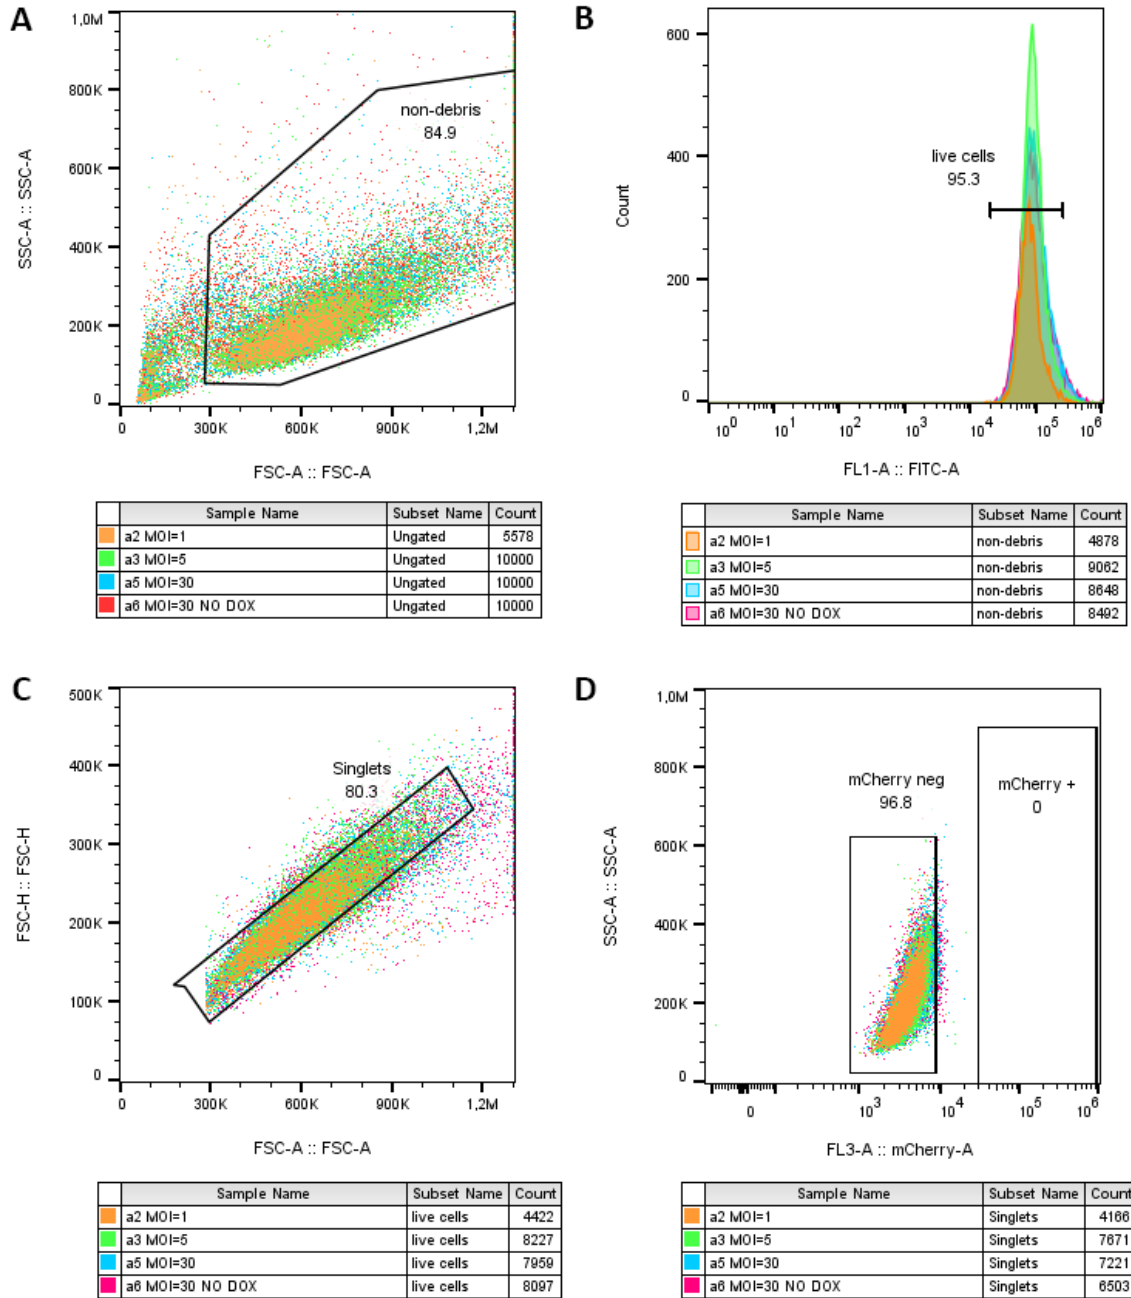 A
1,0M
800K
600K
400K
200K
0
SSC-A :: SSC-A
non-debris
84.9
0 300K 600K 900K 1,2M
FSC-A :: FSC-A
Sample Name Subset Name Count
a2 MOI=1 Ungated 5578
a3 MOI=5 Ungated 10000
a5 MOI=30 Ungated 10000
a6 MOI=30 NO DOX Ungated 10000
B
600
400
200
0
Count
live cells
95.3
10^0 10^1 10^2 10^3 10^4 10^5 10^6
FL1-A :: FITC-A
Sample Name Subset Name Count
a2 MOI=1 non-debris 4878
a3 MOI=5 non-debris 9062
a5 MOI=30 non-debris 8648
a6 MOI=30 NO DOX non-debris 8492
C
500K
400K
300K
200K
100K
0
FSC-H :: FSC-H
Singlets
80.3
0 300K 600K 900K 1,2M
FSC-A :: FSC-A
Sample Name Subset Name Count
a2 MOI=1 live cells 4422
a3 MOI=5 live cells 8227
a5 MOI=30 live cells 7959
a6 MOI=30 NO DOX live cells 8097
D
1,0M
800K
600K
400K
200K
0
SSC-A :: SSC-A
mCherry neg
96.8
mCherry +
0
0 10^3 10^4 10^5 10^6
FL3-A :: mCherry-A
Sample Name Subset Name Count
a2 MOI=1 Singlets 4166
a3 MOI=5 Singlets 7671
a5 MOI=30 Singlets 7221
a6 MOI=30 NO DOX Singlets 6503